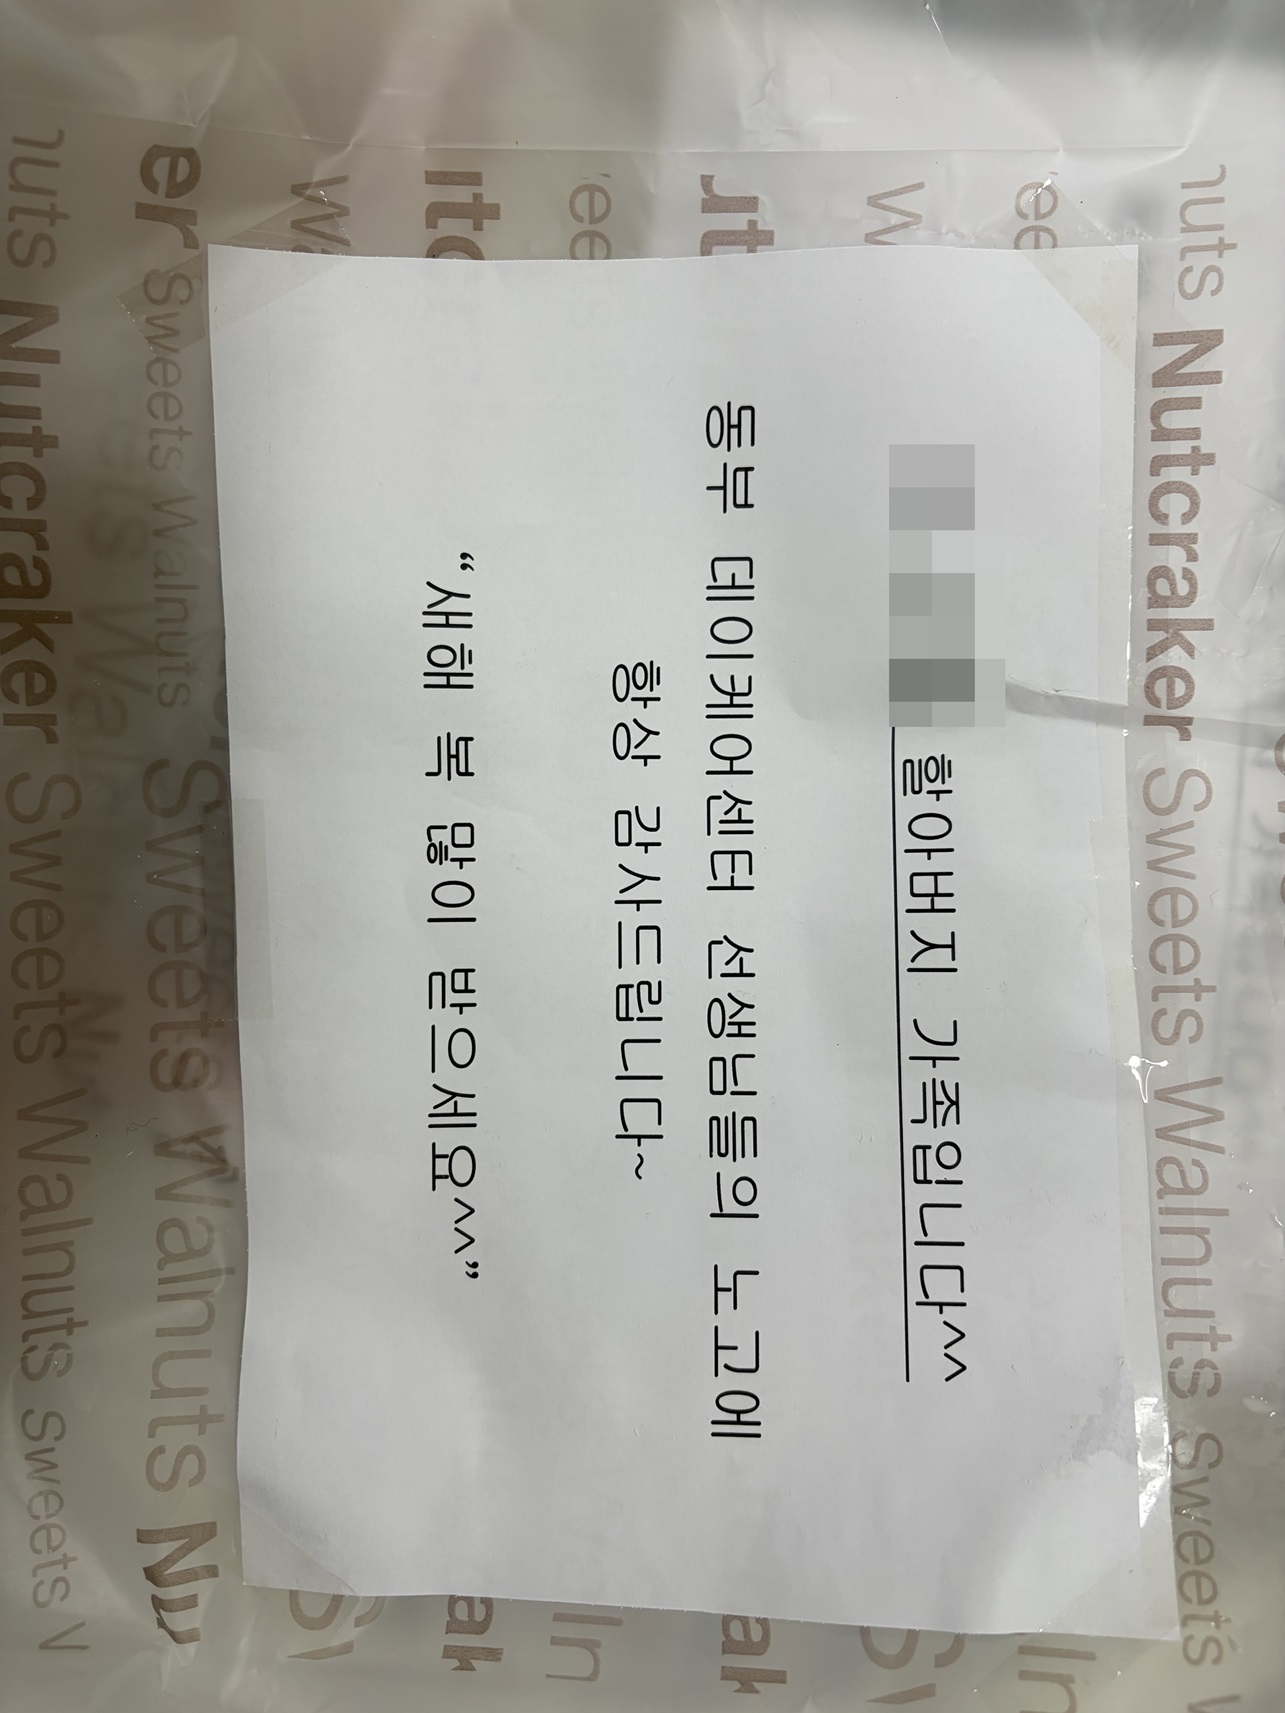 할아버지 가족입니다^^
동부 데이케어센터 선생님들의 노고에
항상 감사드립니다~
“새해 복 많이 받으세요^^”
Nutcraker Sweets Walnuts Sweets
Nutcraker Sweets Walnuts Sweets
Sweets Walnuts
Sweets Walnuts